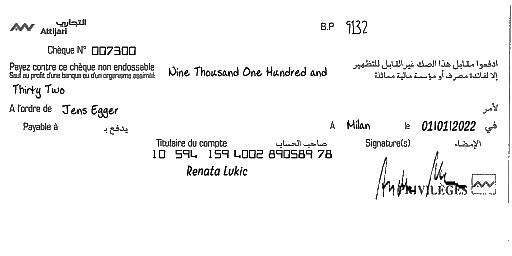 التجاري
Attijari
B.P 9132
Chèque N° 007300
Payez contre ce chèque non endossable
Sauf au profit d'une banque ou d'un organisme assimilé
Nine Thousand One Hundred and
ادفعوا مقابل هذا الصك غير القابل للتظهير
إلا لفائدة مصرف أو مؤسسة مالية مماثلة
Thirty Two
A l'ordre de Jens Egger
لأمر
Payable à يدفع بـ
A Milan le 01/01/2022 في
Titulaire du compte صاحب الحساب
Signature(s) الإمضاء
10 594 159 4002 890589 78
Renata Lukic
PRIVILÈGES